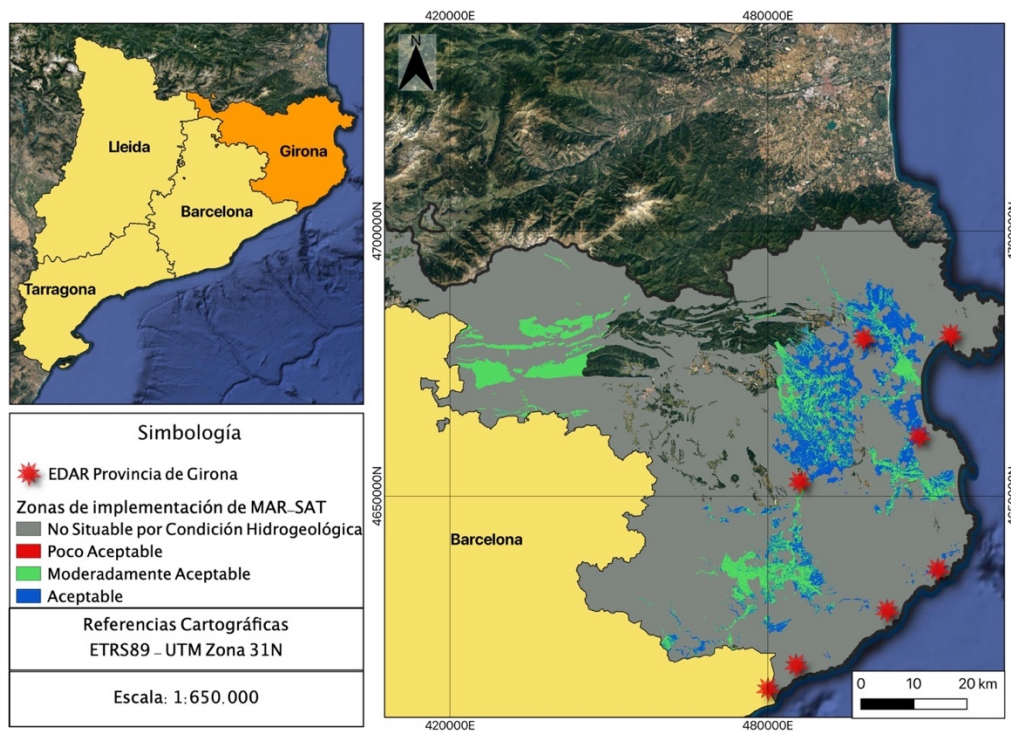 Lleida
Girona
Barcelona
Tarragona
Simbología
EDAR Provincia de Girona
Zonas de implementación de MAR_SAT
No Situable por Condición Hidrogeológica
Poco Aceptable
Moderadamente Aceptable
Aceptable
Referencias Cartográficas
ETRS89 – UTM Zona 31N
Escala: 1:650.000
420000E 480000E
N
4700000N 4700000N
4650000N 4650000N
Barcelona
0 10 20 km
420000E 480000E